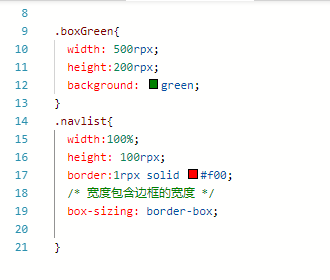 8
9 .boxGreen{
10 width: 500rpx;
11 height:200rpx;
12 background: green;
13 }
14 .navlist{
15 width:100%;
16 height: 100rpx;
17 border:1rpx solid #f00;
18 /* 宽度包含边框的宽度 */
19 box-sizing: border-box;
20
21 }